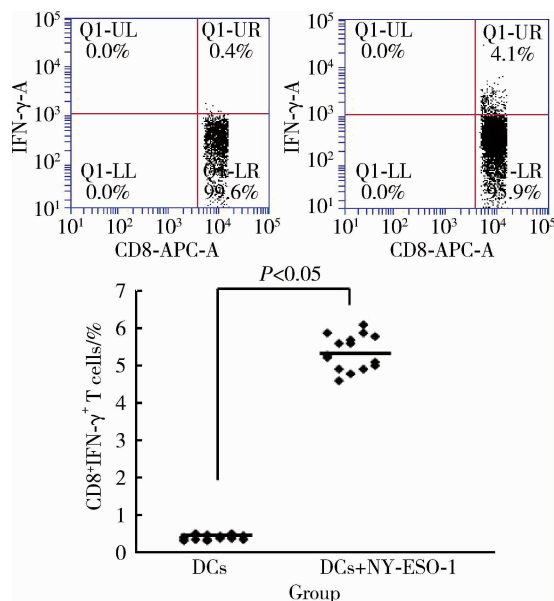 Q1-UL
0.0%
Q1-UR
0.4%
10⁵
10⁴
10³
10²
10¹
IFN-γ-A
Q1-LL
0.0%
-LR
99.6%
10¹ 10² 10³ 10⁴ 10⁵
CD8-APC-A
Q1-UL
0.0%
Q1-UR
4.1%
10⁵
10⁴
10³
10²
10¹
IFN-γ-A
Q1-LL
0.0%
-LR
95.9%
10¹ 10² 10³ 10⁴ 10⁵
CD8-APC-A
P<0.05
7
6
5
4
3
2
1
0
CD8⁺IFN-γ⁺ T cells/%
DCs DCs+NY-ESO-1
Group